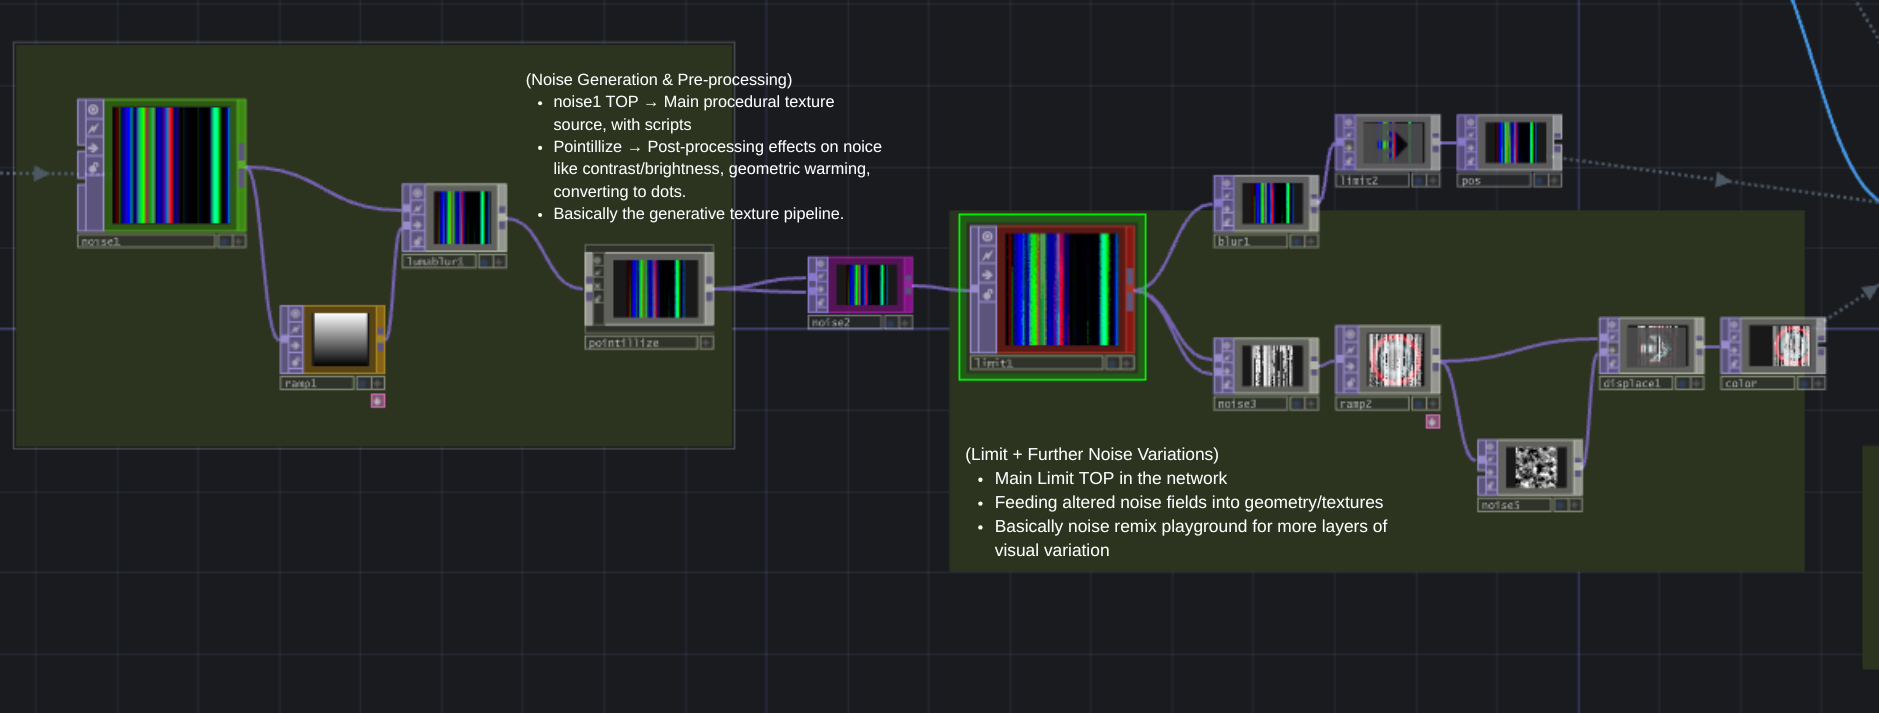 (Noise Generation & Pre-processing)
• noise1 TOP → Main procedural texture
source, with scripts
• Pointillize → Post-processing effects on noice
like contrast/brightness, geometric warming,
converting to dots.
• Basically the generative texture pipeline.
noise1
lumablur1
ramp1
pointillize
noise2
limit1
blur1
limit2
pos
noise3
ramp2
displace1
color
noise5
(Limit + Further Noise Variations)
• Main Limit TOP in the network
• Feeding altered noise fields into geometry/textures
• Basically noise remix playground for more layers of
visual variation